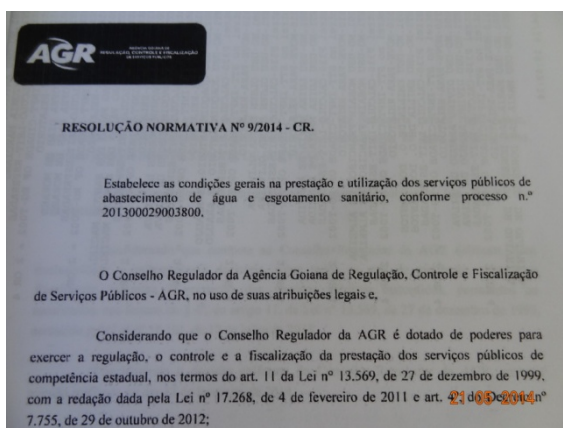 AGR
RESOLUÇÃO NORMATIVA Nº 9/2014 - CR.
Estabelece as condições gerais na prestação e utilização dos serviços públicos de
abastecimento de água e esgotamento sanitário, conforme processo n.º
201300029003800.
O Conselho Regulador da Agência Goiana de Regulação, Controle e Fiscalização
de Serviços Públicos - AGR, no uso de suas atribuições legais e,
Considerando que o Conselho Regulador da AGR é dotado de poderes para
exercer a regulação, o controle e a fiscalização da prestação dos serviços públicos de
competência estadual, nos termos do art. 11 da Lei nº 13.569, de 27 de dezembro de 1999,
com a redação dada pela Lei nº 17.268, de 4 de fevereiro de 2011 e art. 4º, do Decreto nº
7.755, de 29 de outubro de 2012;